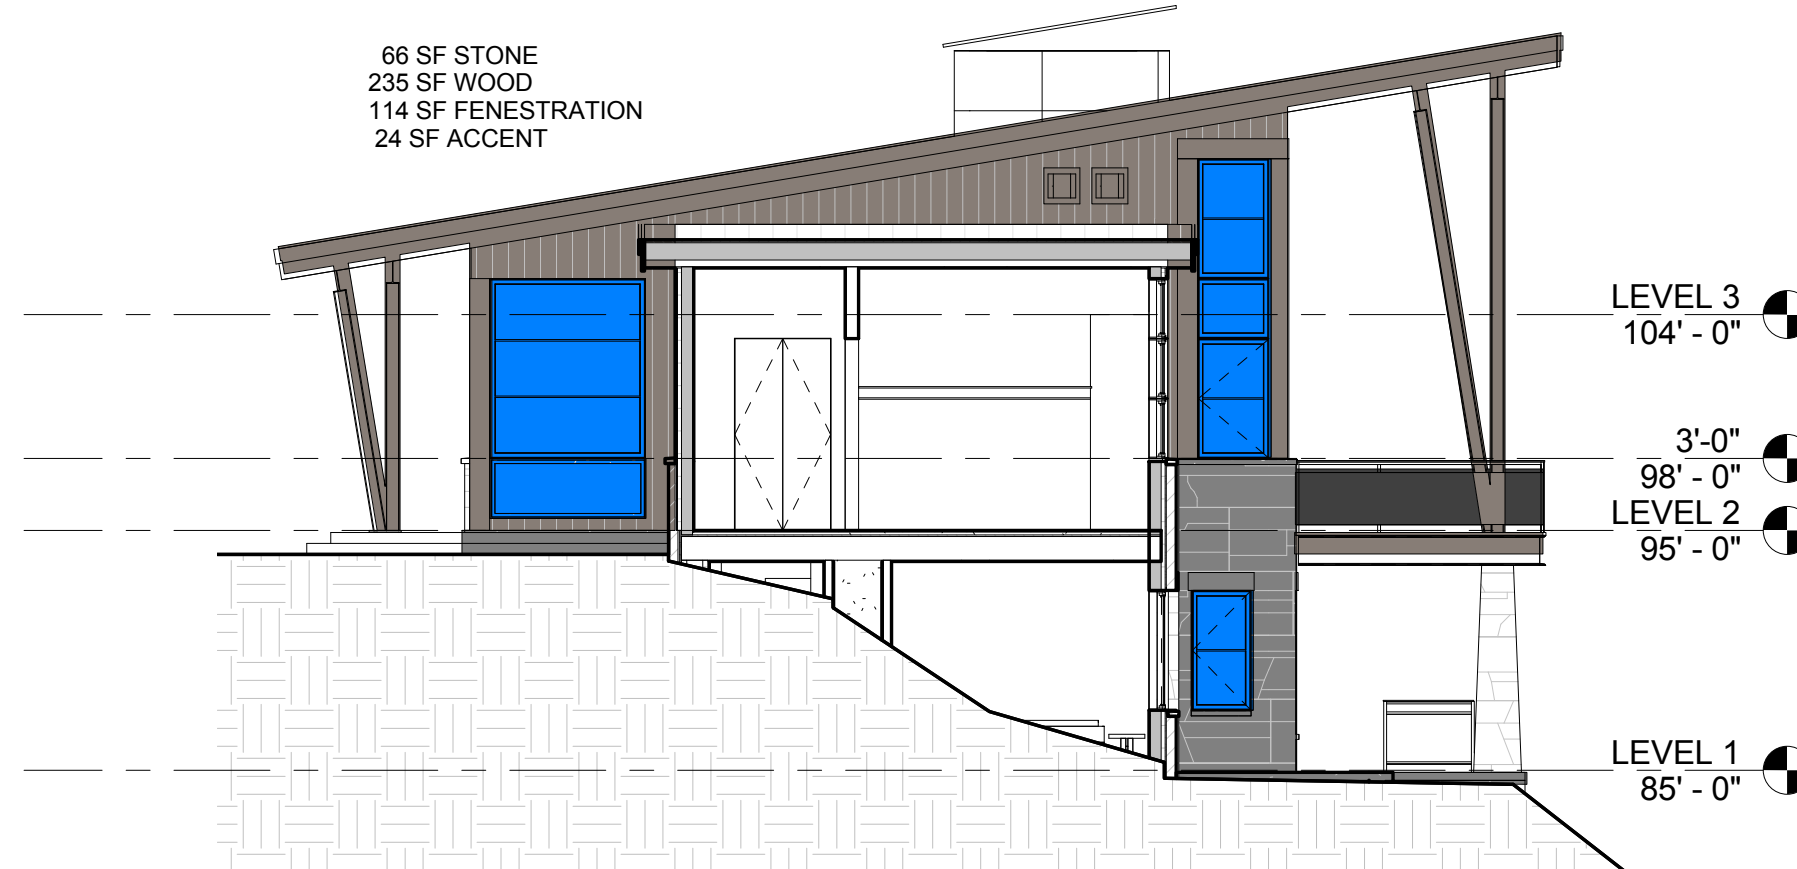 66 SF STONE
235 SF WOOD
114 SF FENESTRATION
24 SF ACCENT
LEVEL 3
104' - 0"
3'-0"
98' - 0"
LEVEL 2
95' - 0"
LEVEL 1
85' - 0"